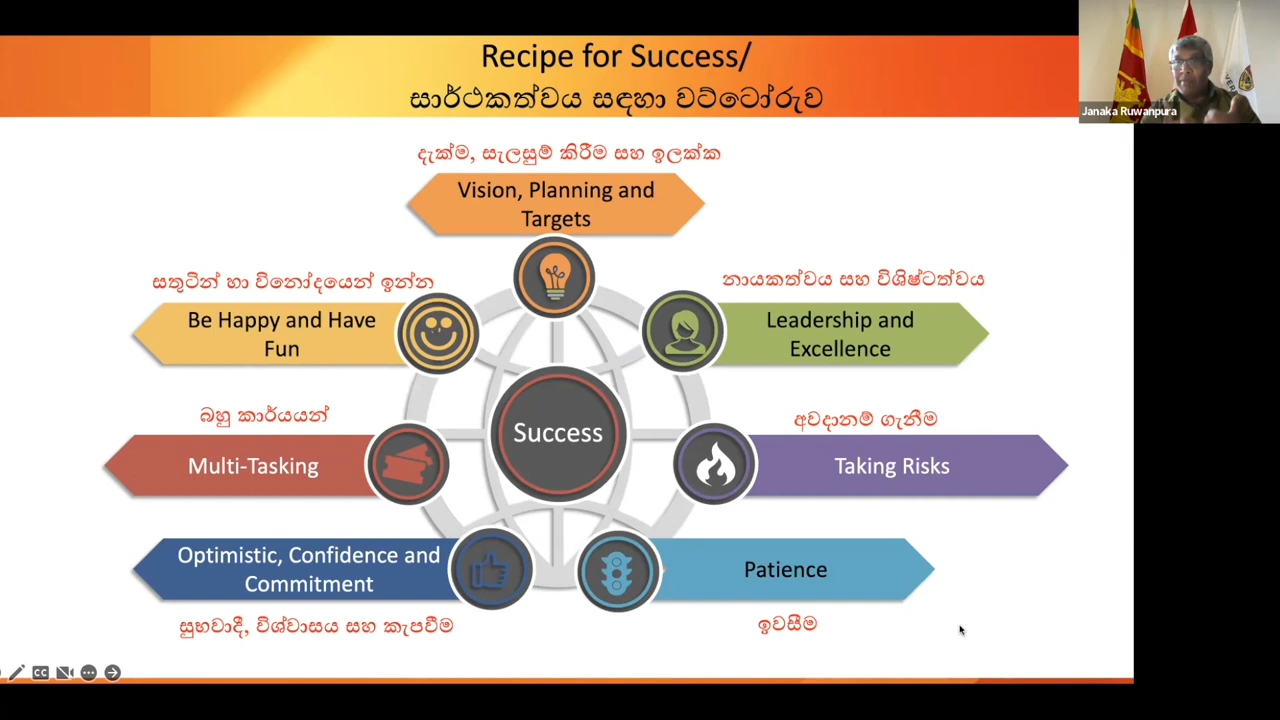 Recipe for Success/
සාර්ථකත්වය සඳහා වට්ටෝරුව
Janaka Ruwanpura
දැක්ම, සැලසුම් කිරීම සහ ඉලක්ක
Vision, Planning and
Targets
සතුටින් හා විනෝදයෙන් ඉන්න
Be Happy and Have
Fun
නායකත්වය සහ විශිෂ්ටත්වය
Leadership and
Excellence
Success
බහු කාර්යයන්
Multi-Tasking
අවදානම් ගැනීම
Taking Risks
Optimistic, Confidence and
Commitment
සුභවාදී, විශ්වාසය සහ කැපවීම
Patience
ඉවසීම
CC